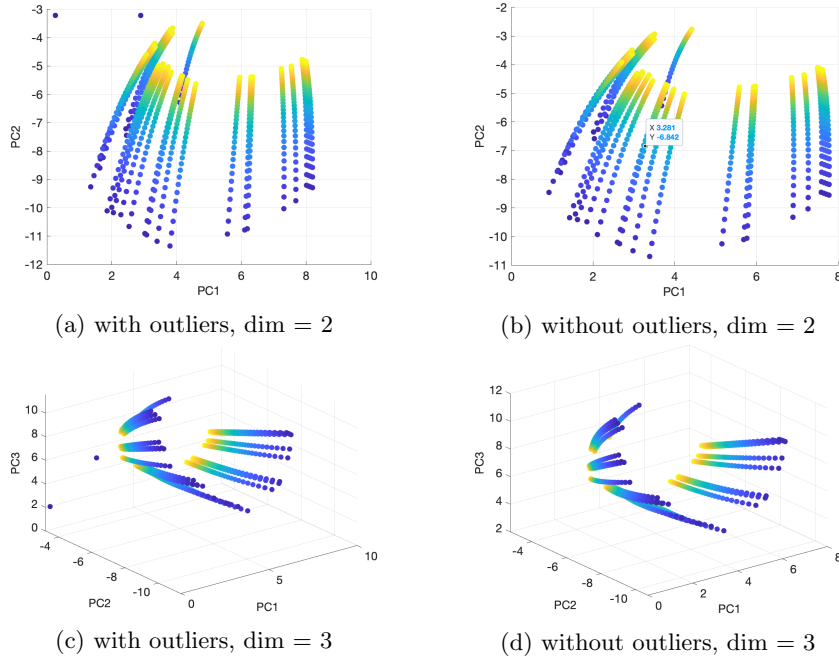 -3
-4
-5
-6
-7
-8
-9
-10
-11
-12
PC2
0 2 4 6 8 10
PC1
(a) with outliers, dim = 2
-2
-3
-4
-5
-6
-7
-8
-9
-10
-11
PC2
X 3.281
Y -6.842
0 2 4 6 8
PC1
(b) without outliers, dim = 2
10
8
6
4
2
0
PC3
-4
-6
-8
-10
PC2
0
5
10
PC1
(c) with outliers, dim = 3
12
10
8
6
4
2
PC3
-4
-6
-8
-10
PC2
0
2
4
6
8
PC1
(d) without outliers, dim = 3